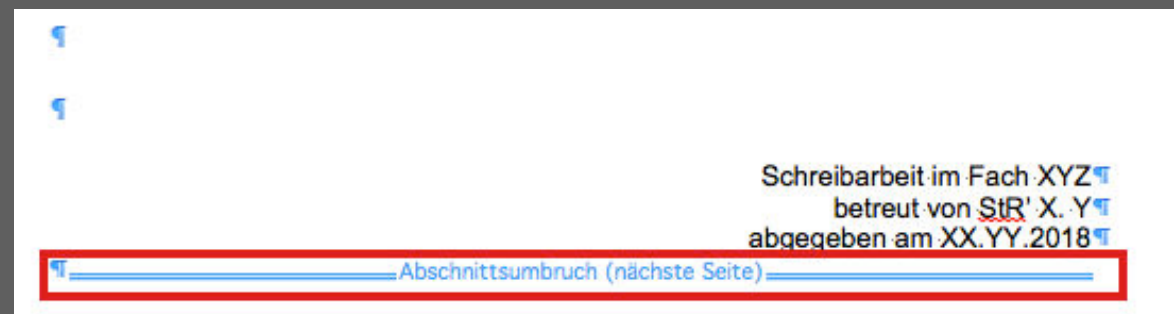 ¶
¶
Schreibarbeit·im·Fach·XYZ¶
betreut·von·StR'·X.·Y¶
abgegeben·am·XX.YY.2018¶
¶Abschnittsumbruch (nächste Seite)